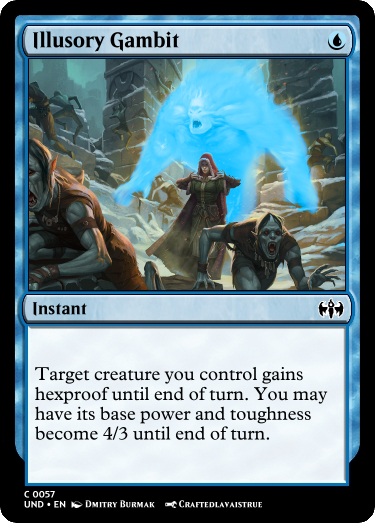 Illusory Gambit
Instant
Target creature you control gains
hexproof until end of turn. You may
have its base power and toughness
become 4/3 until end of turn.
C 0057
UND • EN Dmitry Burmak Craftedlavaistrue